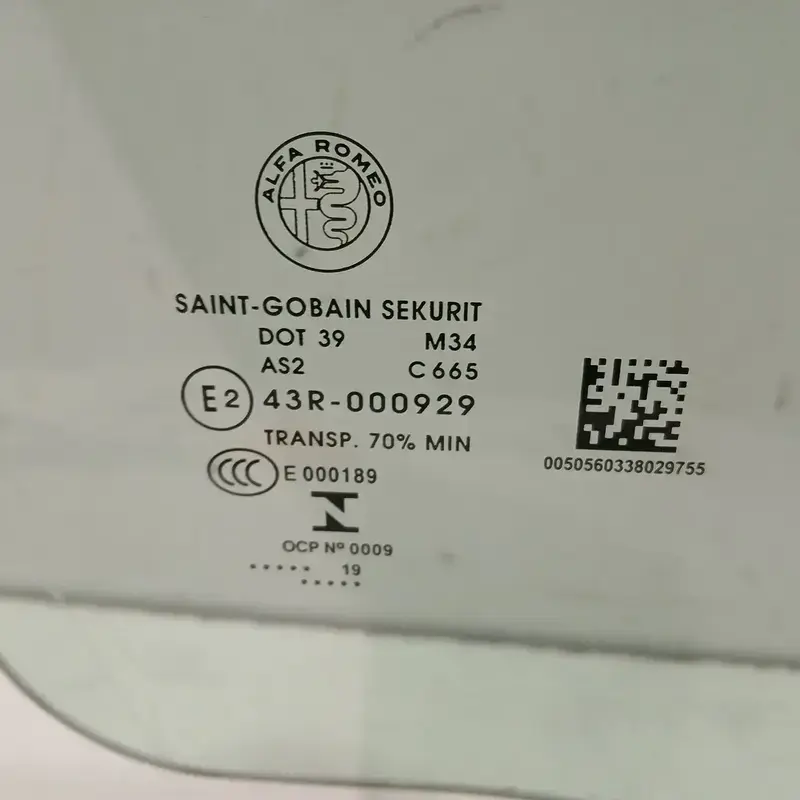 ALFA ROMEO
SAINT-GOBAIN SEKURIT
DOT 39 M34
AS2 C 665
E2 43R-000929
TRANSP. 70% MIN
CCC E 000189
N
OCP Nº 0009
..... 19
.....
0050560338029755